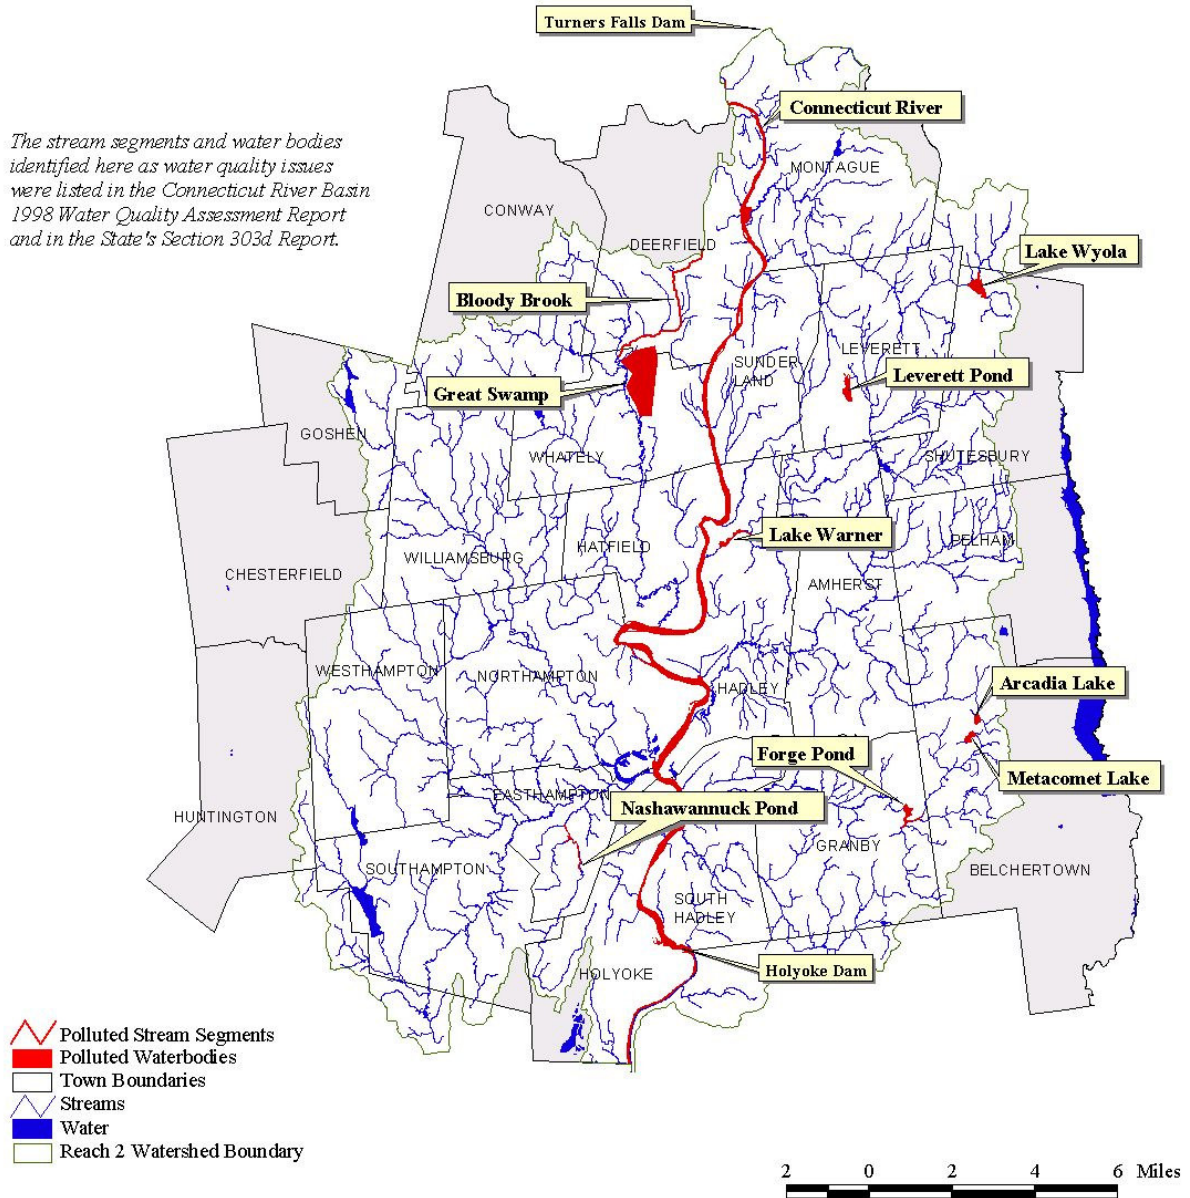 Turners Falls Dam
Connecticut River
The stream segments and water bodies
identified here as water quality issues
were listed in the Connecticut River Basin
1998 Water Quality Assessment Report
and in the State's Section 303d Report.
MONTAGUE
CONWAY
DEERFIELD
Lake Wyola
Bloody Brook
SUNDER-
LAND
LEVERETT
Leverett Pond
Great Swamp
GOSHEN
WHATELY
SHUTESBURY
Lake Warner
HATFIELD
PELHAM
WILLIAMSBURG
CHESTERFIELD
AMHERST
WESTHAMPTON
NORTHAMPTON
HADLEY
Arcadia Lake
Forge Pond
Metacomet Lake
EASTHAMPTON
Nashawannuck Pond
HUNTINGTON
GRANBY
SOUTHAMPTON
BELCHERTOWN
SOUTH
HADLEY
HOLYOKE
Holyoke Dam
Polluted Stream Segments
Polluted Waterbodies
Town Boundaries
Streams
Water
Reach 2 Watershed Boundary
2 0 2 4 6 Miles